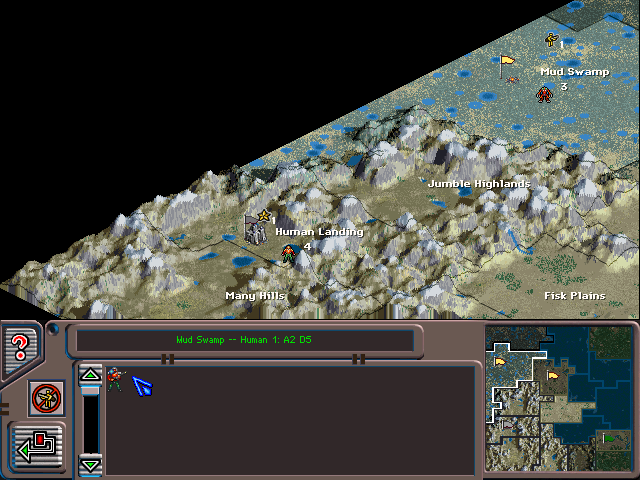 1
Mud Swamp
3
Jumble Highlands
1
Human Landing
4
Many Hills
Fisk Plains
Mud Swamp -- Human 1: A2 D5
?